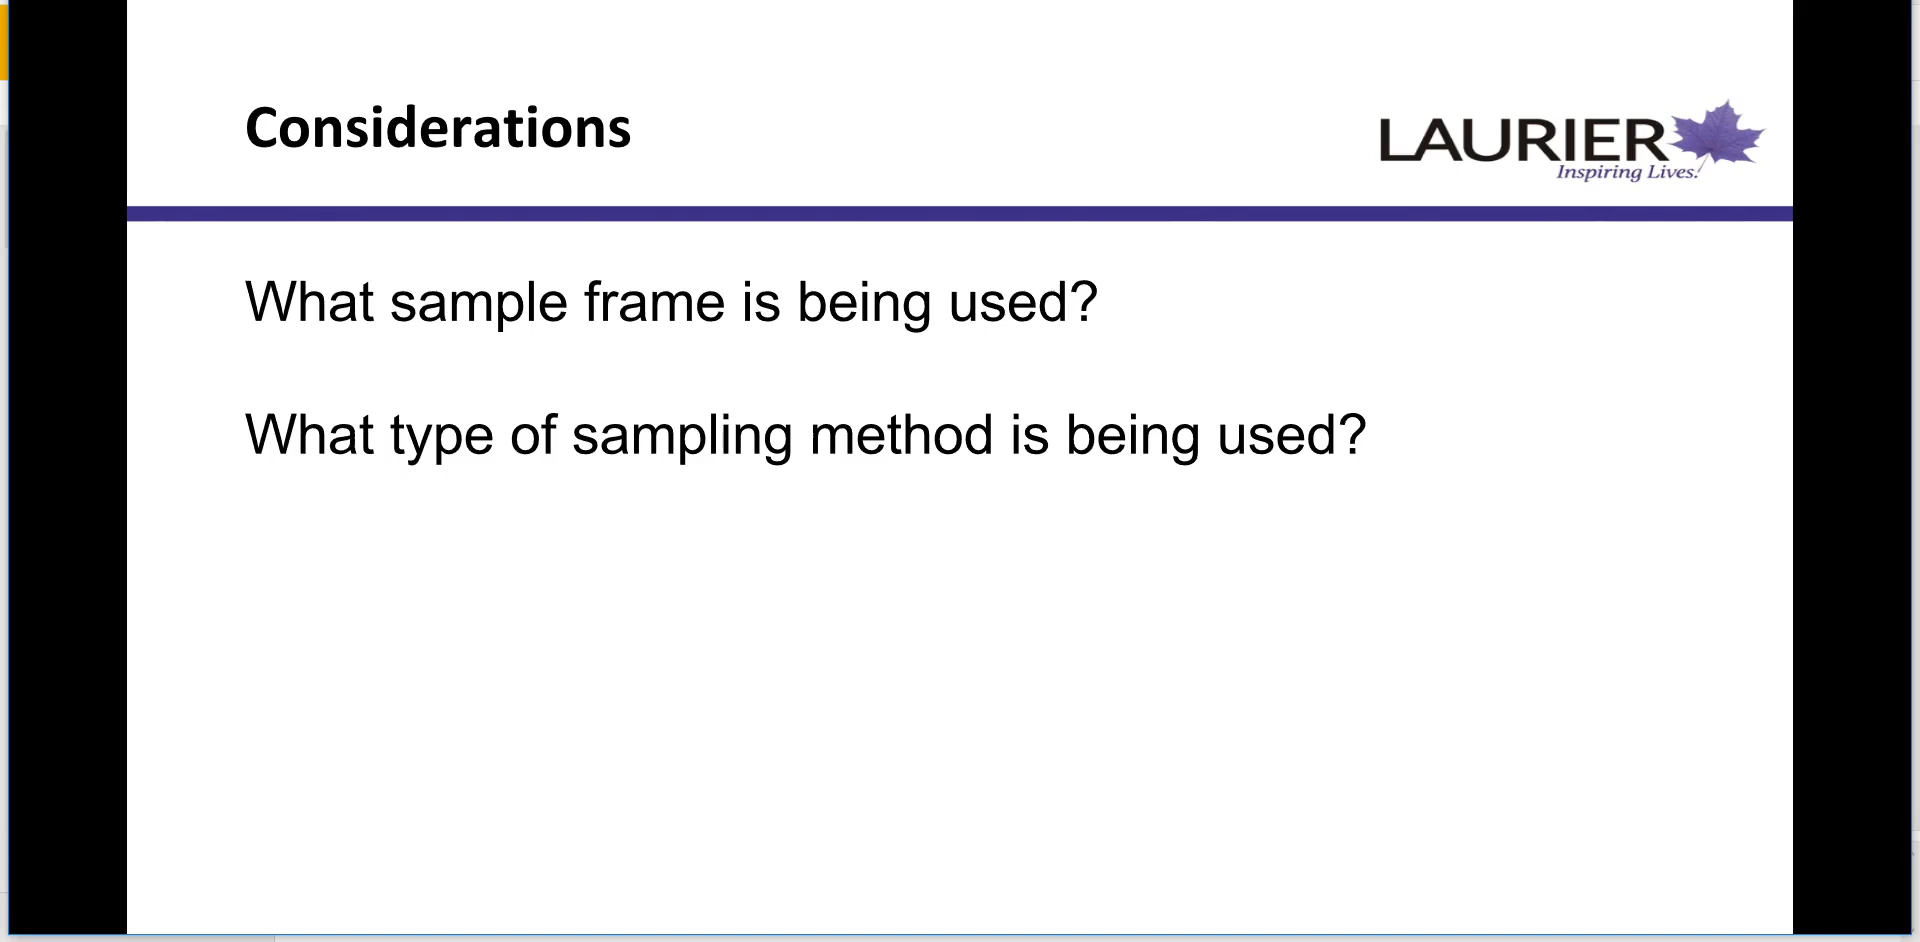 Considerations
LAURIER
Inspiring Lives.
What sample frame is being used?
What type of sampling method is being used?